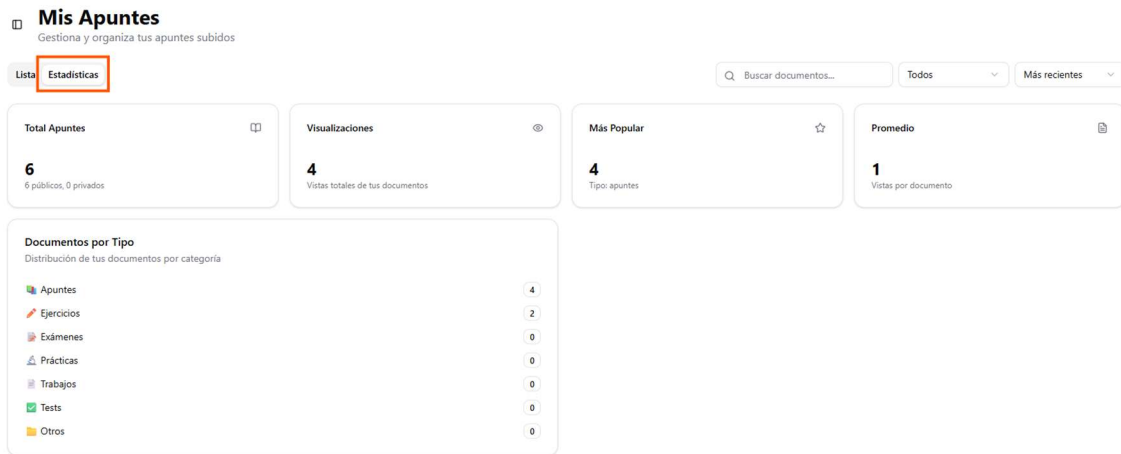 Mis Apuntes
Gestiona y organiza tus apuntes subidos
Lista Estadísticas Buscar documentos... Todos Más recientes
Total Apuntes
6
6 públicos, 0 privados
Visualizaciones
4
Vistas totales de tus documentos
Más Popular
4
Tipo: apuntes
Promedio
1
Vistas por documento
Documentos por Tipo
Distribución de tus documentos por categoría
Apuntes 4
Ejercicios 2
Exámenes 0
Prácticas 0
Trabajos 0
Tests 0
Otros 0